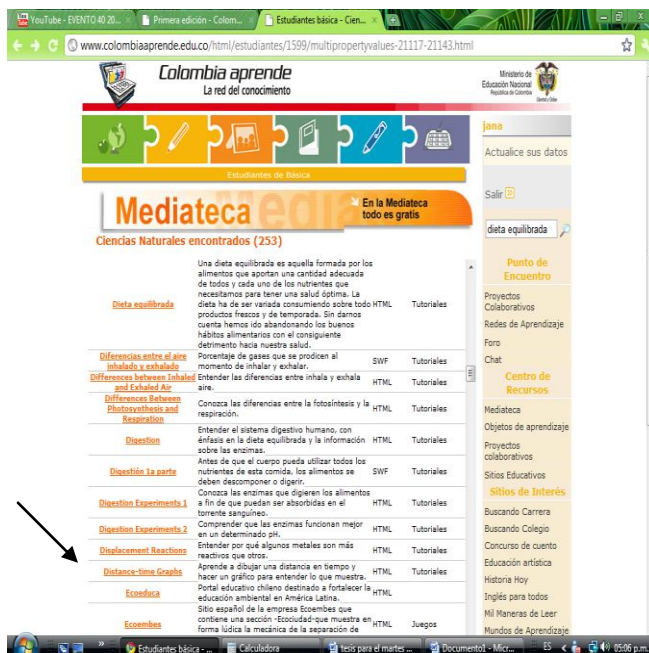 YouTube - EVENTO 40 20...
Primera edición - Colom...
Estudiantes básica - Cien...
www.colombiaaprende.edu.co/html/estudiantes/1599/multipropertyvalues-21117-21143.html
Colombia aprende
La red del conocimiento
Ministerio de
Educación Nacional
República de Colombia
Libertad y Orden
Estudiantes de Básica
jana
Actualice sus datos
Salir
dieta equilibrada
Mediateca
En la Mediateca
todo es gratis
Ciencias Naturales encontrados (253)
Una dieta equilibrada es aquella formada por los
alimentos que aportan una cantidad adecuada
de todos y cada uno de los nutrientes que
necesitamos para tener una salud óptima. La
Dieta equilibrada dieta ha de ser variada consumiendo sobre todo HTML Tutoriales
productos frescos y de temporada. Sin darnos
cuenta hemos ido abandonando los buenos
hábitos alimentarios con el consiguiente
detrimento hacia nuestra salud.
Diferencias entre el aire
inhalado y exhalado
Porcentaje de gases que se prodicen al
momento de inhalar y exhalar.
SWF Tutoriales
Differences between Inhaled
and Exhaled Air
Entender las diferencias entre inhala y exhala
aire.
HTML Tutoriales
Differences Between
Photosynthesis and
Respiration
Conozca las diferencias entre la fotosíntesis y la
respiración.
HTML Tutoriales
Digestion
Entender el sistema digestivo humano, con
énfasis en la dieta equilibrada y la información
sobre las enzimas.
HTML Tutoriales
Digestión 1a parte
Antes de que el cuerpo pueda utilizar todos los
nutrientes de esta comida, los alimentos se
deben descomponer o digerir.
SWF Tutoriales
Digestion Experiments 1
Conozca las enzimas que digieren los alimentos
a fin de que puedan ser absorbidas en el
torrente sanguíneo.
HTML Tutoriales
Digestion Experiments 2
Comprender que las enzimas funcionan mejor
en un determinado pH.
HTML Tutoriales
Displacement Reactions
Entender por qué algunos metales son más
reactivos que otros.
HTML Tutoriales
Distance-time Graphs
Aprende a dibujar una distancia en tiempo y
hacer un gráfico para entender lo que muestra.
HTML Tutoriales
Ecoeduca
Portal educativo chileno destinado a fortalecer la
educación ambiental en América Latina.
HTML
Ecoembes
Sitio español de la empresa Ecoembes que
contiene una sección -Ecociudad-que muestra en
forma lúdica la mecánica de la separación de
HTML Juegos
Punto de
Encuentro
Proyectos
Colaborativos
Redes de Aprendizaje
Foro
Chat
Centro de
Recursos
Mediateca
Objetos de aprendizaje
Proyectos
colaborativos
Sitios Educativos
Sitios de Interés
Buscando Carrera
Buscando Colegio
Concurso de cuento
Educación artística
Historia Hoy
Inglés para todos
Mil Maneras de Leer
Mundos de Aprendizaje
Estudiantes básica - ...
Calculadora
tesis para el martes ...
Documento1 - Micr...
ES
05:06 p.m.